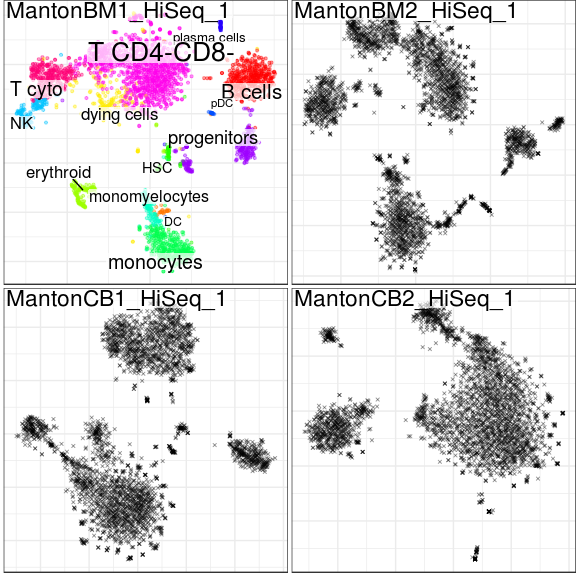 MantonBM1_HiSeq_1
plasma cells
T CD4-CD8-
T cyto
B cells
pDC
dying cells
NK
progenitors
HSC
erythroid
monomyelocytes
DC
monocytes
MantonBM2_HiSeq_1
MantonCB1_HiSeq_1
MantonCB2_HiSeq_1